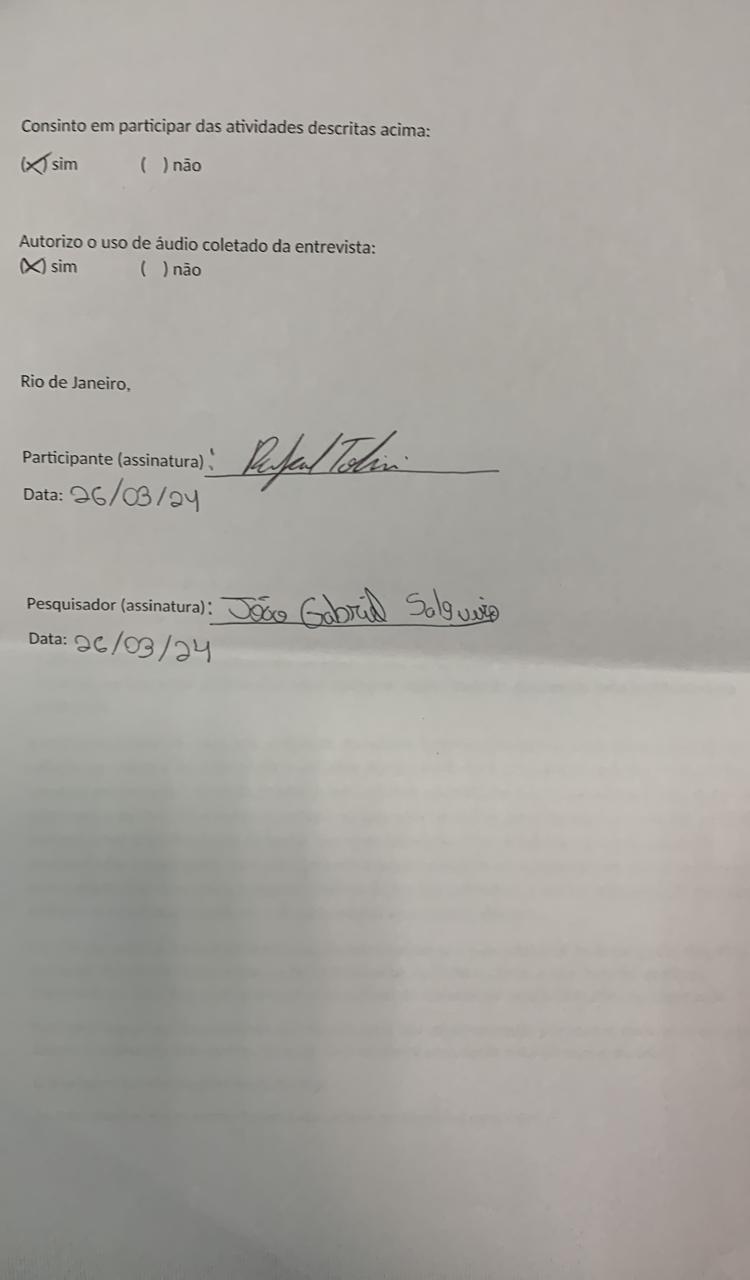 Consinto em participar das atividades descritas acima:
(X) sim ( ) não
Autorizo o uso de áudio coletado da entrevista:
(X) sim ( ) não
Rio de Janeiro,
Participante (assinatura) : Rafael
Data: 26/03/24
Pesquisador (assinatura): João Gabriel Salgueiro
Data: 26/03/24